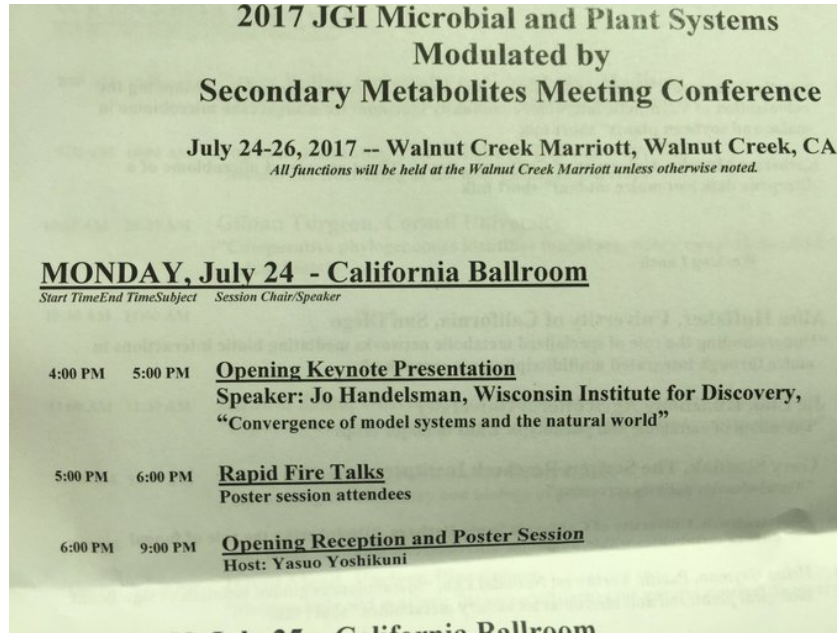 2017 JGI Microbial and Plant Systems
Modulated by
Secondary Metabolites Meeting Conference
July 24-26, 2017 -- Walnut Creek Marriott, Walnut Creek, CA
All functions will be held at the Walnut Creek Marriott unless otherwise noted.
MONDAY, July 24 - California Ballroom
Start TimeEnd TimeSubject Session Chair/Speaker
4:00 PM 5:00 PM Opening Keynote Presentation
Speaker: Jo Handelsman, Wisconsin Institute for Discovery,
“Convergence of model systems and the natural world”
5:00 PM 6:00 PM Rapid Fire Talks
Poster session attendees
6:00 PM 9:00 PM Opening Reception and Poster Session
Host: Yasuo Yoshikuni
California Ballroom